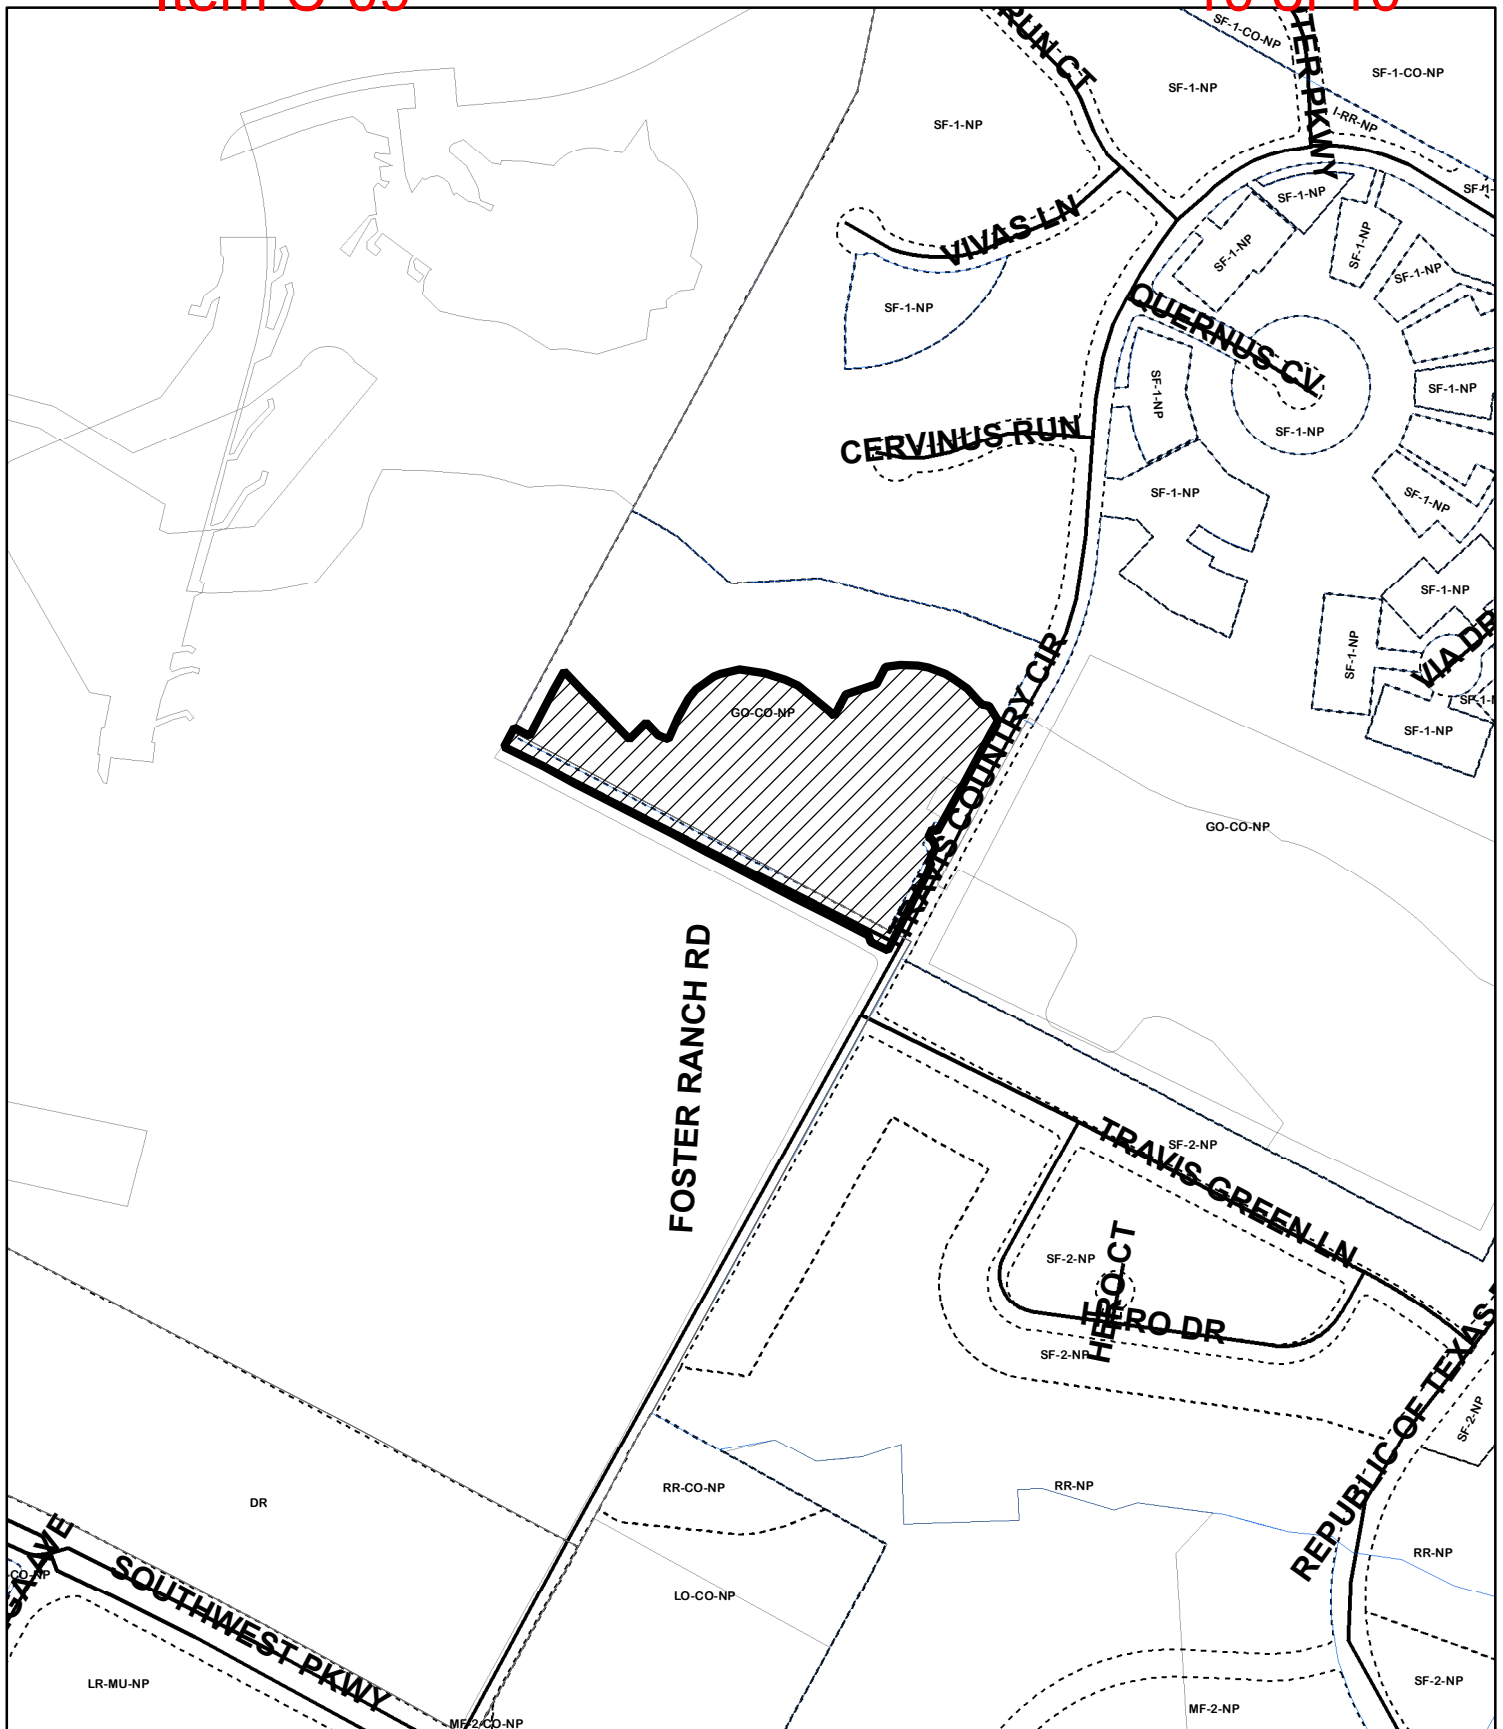 RUN CT
SF-1-CO-NP
SF-1-CO-NP
SF-1-NP
SF-1-NP
I-RR-NP
SF-1-NP
SF-1-NP
SF-1-NP
SF-1-NP
VIVAS LN
SF-1-NP
QUERNUS CV
SF-1-NP
SF-1-NP
SF-1-NP
CERVINUS RUN
SF-1-NP
SF-1-NP
SF-1-NP
SF-1-NP
VIA DR
SF-1-NP
TRAVIS COUNTRY CIR
GO-CO-NP
GO-CO-NP
FOSTER RANCH RD
TRAVIS GREEN LN
SF-2-NP
SF-2-NP
HERO CT
HERO DR
SF-2-NP
REPUBLIC OF TEXAS
SF-2-NP
RR-CO-NP
RR-NP
DR
RR-NP
SOUTHWEST PKWY
LO-CO-NP
LR-MU-NP
SF-2-NP
MF-2-NP
MF-2-CO-NP